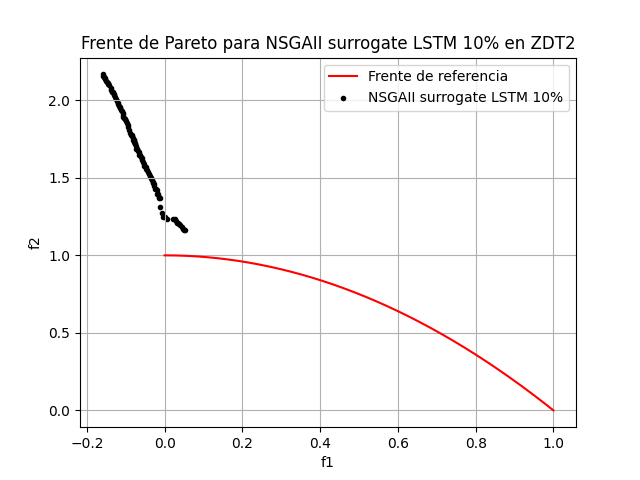 Frente de Pareto para NSGAII surrogate LSTM 10% en ZDT2
Frente de referencia
NSGAII surrogate LSTM 10%
2.0
1.5
1.0
0.5
0.0
f2
−0.2 0.0 0.2 0.4 0.6 0.8 1.0
f1